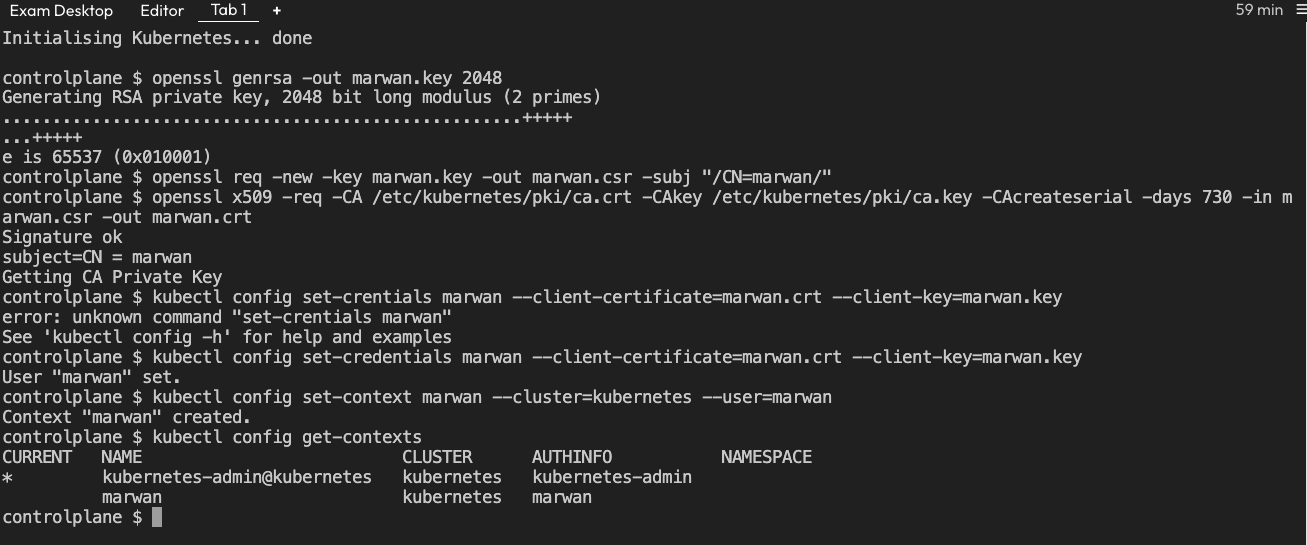 Exam Desktop Editor Tab 1 + 59 min
Initialising Kubernetes... done
controlplane $ openssl genrsa -out marwan.key 2048
Generating RSA private key, 2048 bit long modulus (2 primes)
....................................................+++++
...+++++
e is 65537 (0x010001)
controlplane $ openssl req -new -key marwan.key -out marwan.csr -subj "/CN=marwan/"
controlplane $ openssl x509 -req -CA /etc/kubernetes/pki/ca.crt -CAkey /etc/kubernetes/pki/ca.key -CAcreateserial -days 730 -in m
arwan.csr -out marwan.crt
Signature ok
subject=CN = marwan
Getting CA Private Key
controlplane $ kubectl config set-crentials marwan --client-certificate=marwan.crt --client-key=marwan.key
error: unknown command "set-crentials marwan"
See 'kubectl config -h' for help and examples
controlplane $ kubectl config set-credentials marwan --client-certificate=marwan.crt --client-key=marwan.key
User "marwan" set.
controlplane $ kubectl config set-context marwan --cluster=kubernetes --user=marwan
Context "marwan" created.
controlplane $ kubectl config get-contexts
CURRENT   NAME                          CLUSTER      AUTHINFO           NAMESPACE
*         kubernetes-admin@kubernetes   kubernetes   kubernetes-admin
          marwan                        kubernetes   marwan
controlplane $